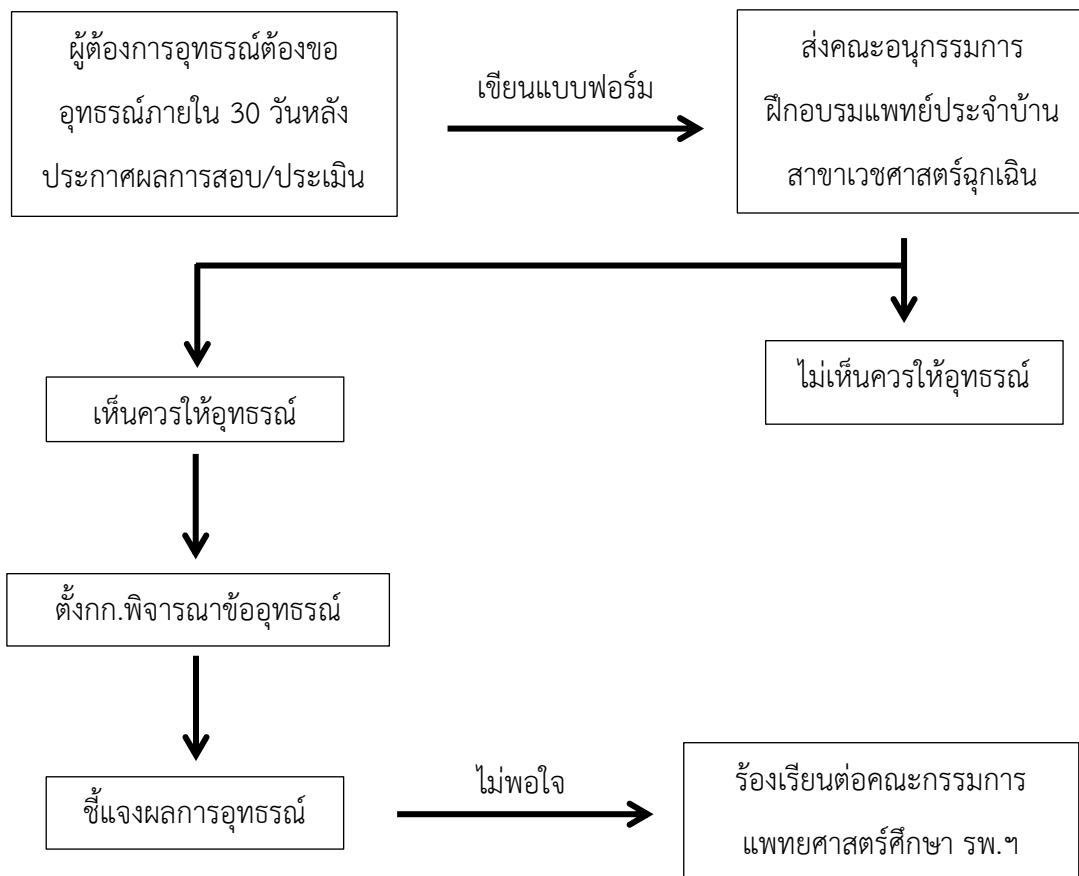 ผู้ต้องการอุทธรณ์ต้องขอ
อุทธรณ์ภายใน 30 วันหลัง
ประกาศผลการสอบ/ประเมิน
เขียนแบบฟอร์ม
ส่งคณะอนุกรรมการ
ฝึกอบรมแพทย์ประจำบ้าน
สาขาเวชศาสตร์ฉุกเฉิน
ไม่เห็นควรให้อุทธรณ์
เห็นควรให้อุทธรณ์
ตั้งกก.พิจารณาข้ออุทธรณ์
ชี้แจงผลการอุทธรณ์
ไม่พอใจ
ร้องเรียนต่อคณะกรรมการ
แพทยศาสตร์ศึกษา รพ.ฯ